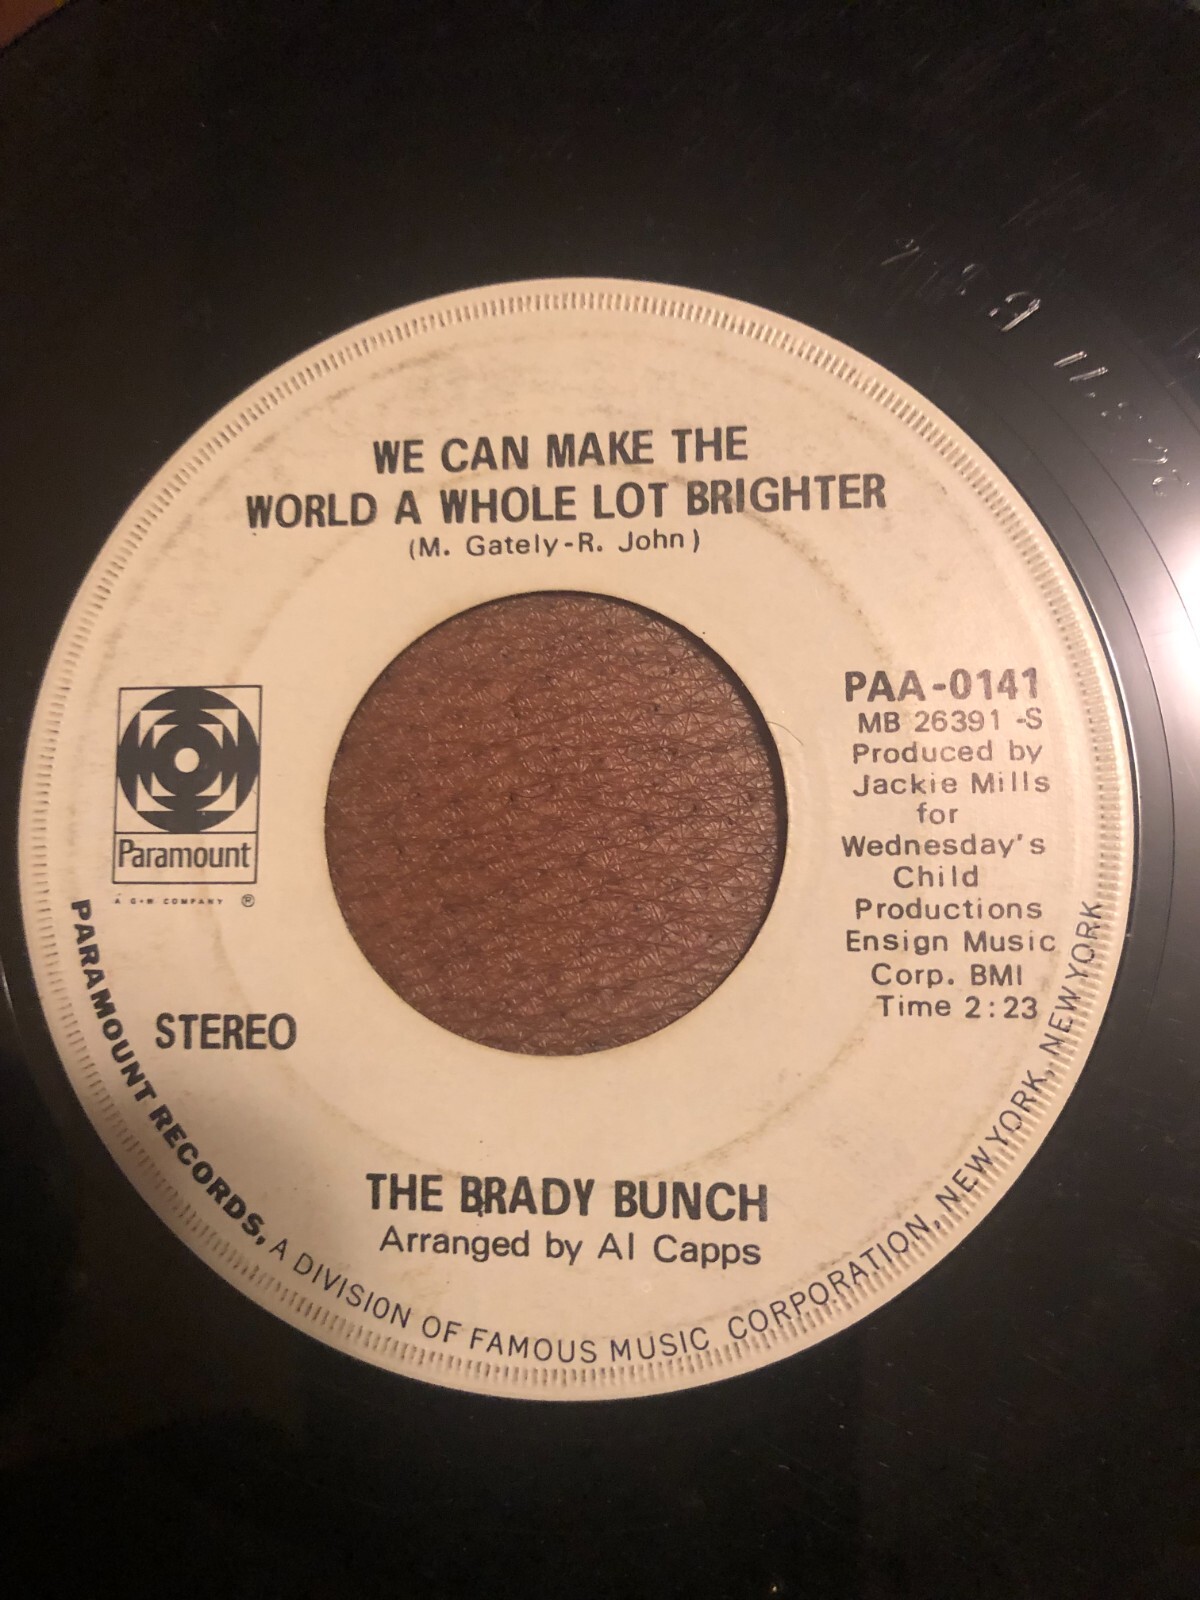 WE CAN MAKE THE
WORLD A WHOLE LOT BRIGHTER
(M. Gately-R. John)
PAA-0141
MB 26391 -S
Produced by
Jackie Mills
for
Wednesday's
Child
Productions
Ensign Music
Corp. BMI
Time 2:23
Paramount
A G+W COMPANY ®
STEREO
THE BRADY BUNCH
Arranged by Al Capps
PARAMOUNT RECORDS, A DIVISION OF FAMOUS MUSIC CORPORATION, NEW YORK, NEW YORK